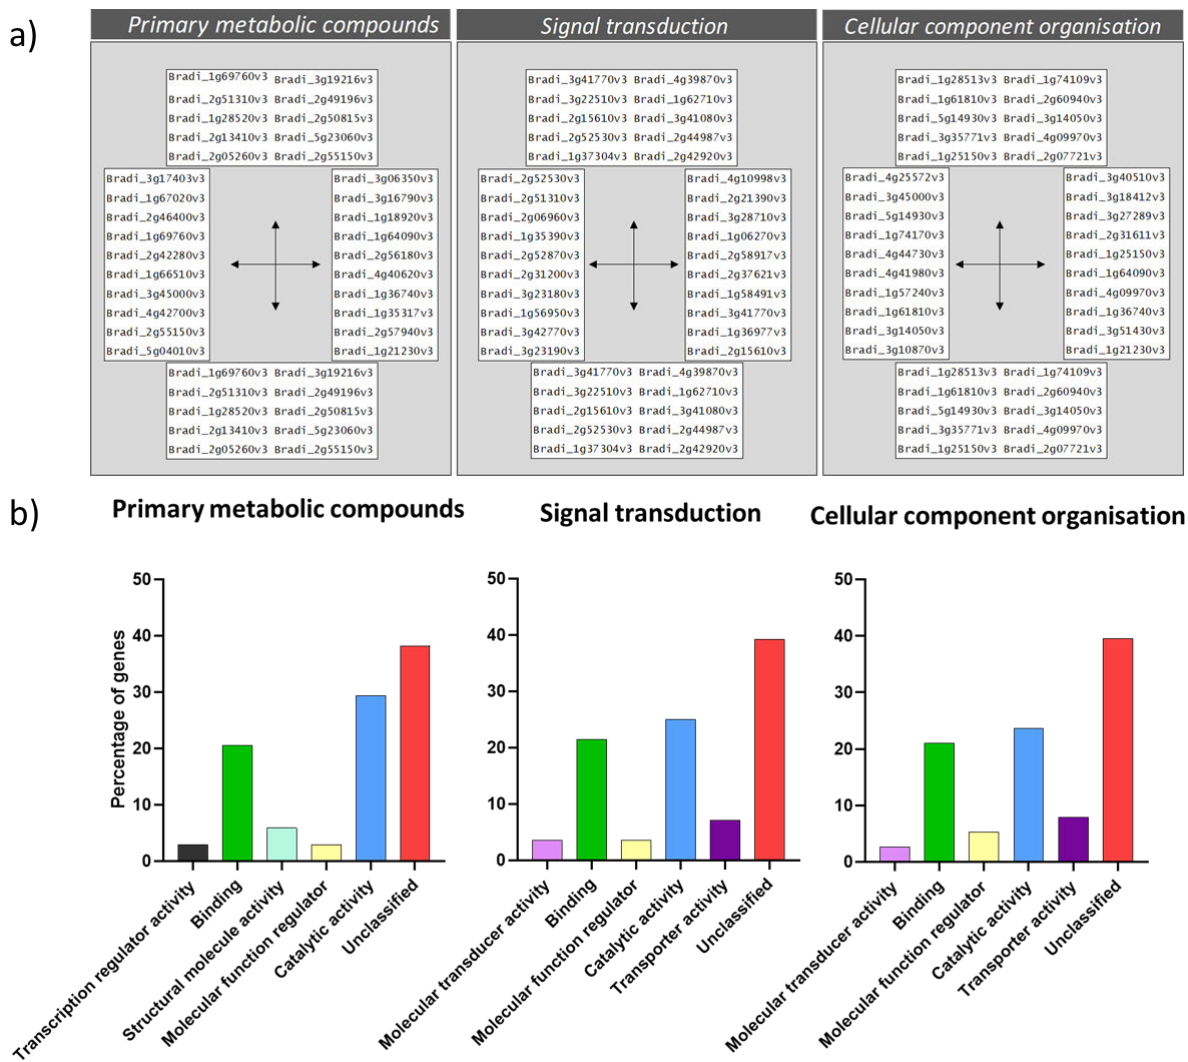 a)
Primary metabolic compounds
Bradi_1g69760v3 Bradi_3g19216v3
Bradi_2g51310v3 Bradi_2g49196v3
Bradi_1g28520v3 Bradi_2g50815v3
Bradi_2g13410v3 Bradi_5g23060v3
Bradi_2g05260v3 Bradi_2g55150v3
Bradi_3g17403v3
Bradi_1g67020v3
Bradi_2g46400v3
Bradi_1g69760v3
Bradi_2g42280v3
Bradi_1g66510v3
Bradi_3g45000v3
Bradi_4g42700v3
Bradi_2g55150v3
Bradi_5g04010v3
Bradi_3g06350v3
Bradi_3g16790v3
Bradi_1g18920v3
Bradi_1g64090v3
Bradi_2g56180v3
Bradi_4g40620v3
Bradi_1g36740v3
Bradi_1g35317v3
Bradi_2g57940v3
Bradi_1g21230v3
Bradi_1g69760v3 Bradi_3g19216v3
Bradi_2g51310v3 Bradi_2g49196v3
Bradi_1g28520v3 Bradi_2g50815v3
Bradi_2g13410v3 Bradi_5g23060v3
Bradi_2g05260v3 Bradi_2g55150v3
Signal transduction
Bradi_3g41770v3 Bradi_4g39870v3
Bradi_3g22510v3 Bradi_1g62710v3
Bradi_2g15610v3 Bradi_3g41080v3
Bradi_2g52530v3 Bradi_2g44987v3
Bradi_1g37304v3 Bradi_2g42920v3
Bradi_2g52530v3
Bradi_2g51310v3
Bradi_2g06960v3
Bradi_1g35390v3
Bradi_2g52870v3
Bradi_2g31200v3
Bradi_3g23180v3
Bradi_1g56950v3
Bradi_3g42770v3
Bradi_3g23190v3
Bradi_4g10998v3
Bradi_2g21390v3
Bradi_3g28710v3
Bradi_1g06270v3
Bradi_2g58917v3
Bradi_2g37621v3
Bradi_1g58491v3
Bradi_3g41770v3
Bradi_1g36977v3
Bradi_2g15610v3
Bradi_3g41770v3 Bradi_4g39870v3
Bradi_3g22510v3 Bradi_1g62710v3
Bradi_2g15610v3 Bradi_3g41080v3
Bradi_2g52530v3 Bradi_2g44987v3
Bradi_1g37304v3 Bradi_2g42920v3
Cellular component organisation
Bradi_1g28513v3 Bradi_1g74109v3
Bradi_1g61810v3 Bradi_2g60940v3
Bradi_5g14930v3 Bradi_3g14050v3
Bradi_3g35771v3 Bradi_4g09970v3
Bradi_1g25150v3 Bradi_2g07721v3
Bradi_4g25572v3
Bradi_3g45000v3
Bradi_5g14930v3
Bradi_1g74170v3
Bradi_4g44730v3
Bradi_4g41980v3
Bradi_1g57240v3
Bradi_1g61810v3
Bradi_3g14050v3
Bradi_3g10870v3
Bradi_3g40510v3
Bradi_3g18412v3
Bradi_3g27289v3
Bradi_2g31611v3
Bradi_1g25150v3
Bradi_1g64090v3
Bradi_4g09970v3
Bradi_1g36740v3
Bradi_3g51430v3
Bradi_1g21230v3
Bradi_1g28513v3 Bradi_1g74109v3
Bradi_1g61810v3 Bradi_2g60940v3
Bradi_5g14930v3 Bradi_3g14050v3
Bradi_3g35771v3 Bradi_4g09970v3
Bradi_1g25150v3 Bradi_2g07721v3
b)
Primary metabolic compounds
Percentage of genes
50
40
30
20
10
0
Transcription regulator activity
Binding
Structural molecule activity
Molecular function regulator
Catalytic activity
Unclassified
Signal transduction
50
40
30
20
10
0
Molecular transducer activity
Binding
Molecular function regulator
Catalytic activity
Transporter activity
Unclassified
Cellular component organisation
50
40
30
20
10
0
Molecular transducer activity
Binding
Molecular function regulator
Catalytic activity
Transporter activity
Unclassified